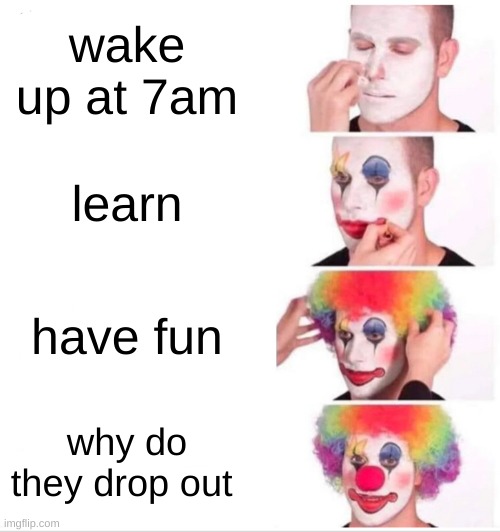 wake
up at 7am
learn
have fun
why do
they drop out
imgflip.com